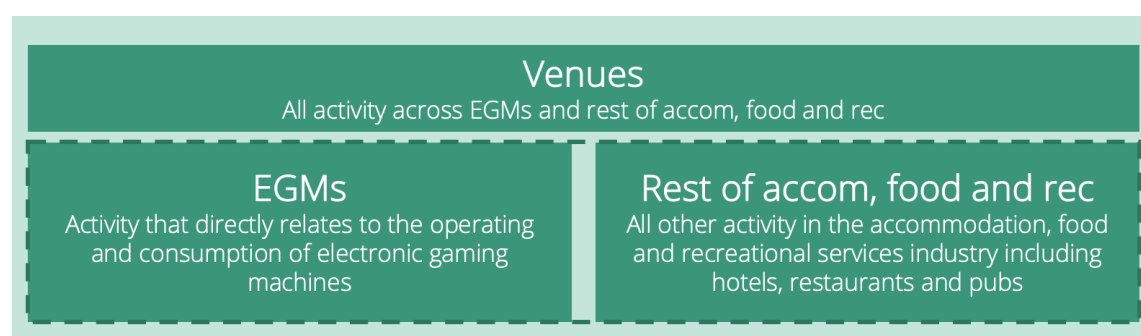 Venues
All activity across EGMs and rest of accom, food and rec
EGMs
Activity that directly relates to the operating
and consumption of electronic gaming
machines
Rest of accom, food and rec
All other activity in the accommodation, food
and recreational services industry including
hotels, restaurants and pubs